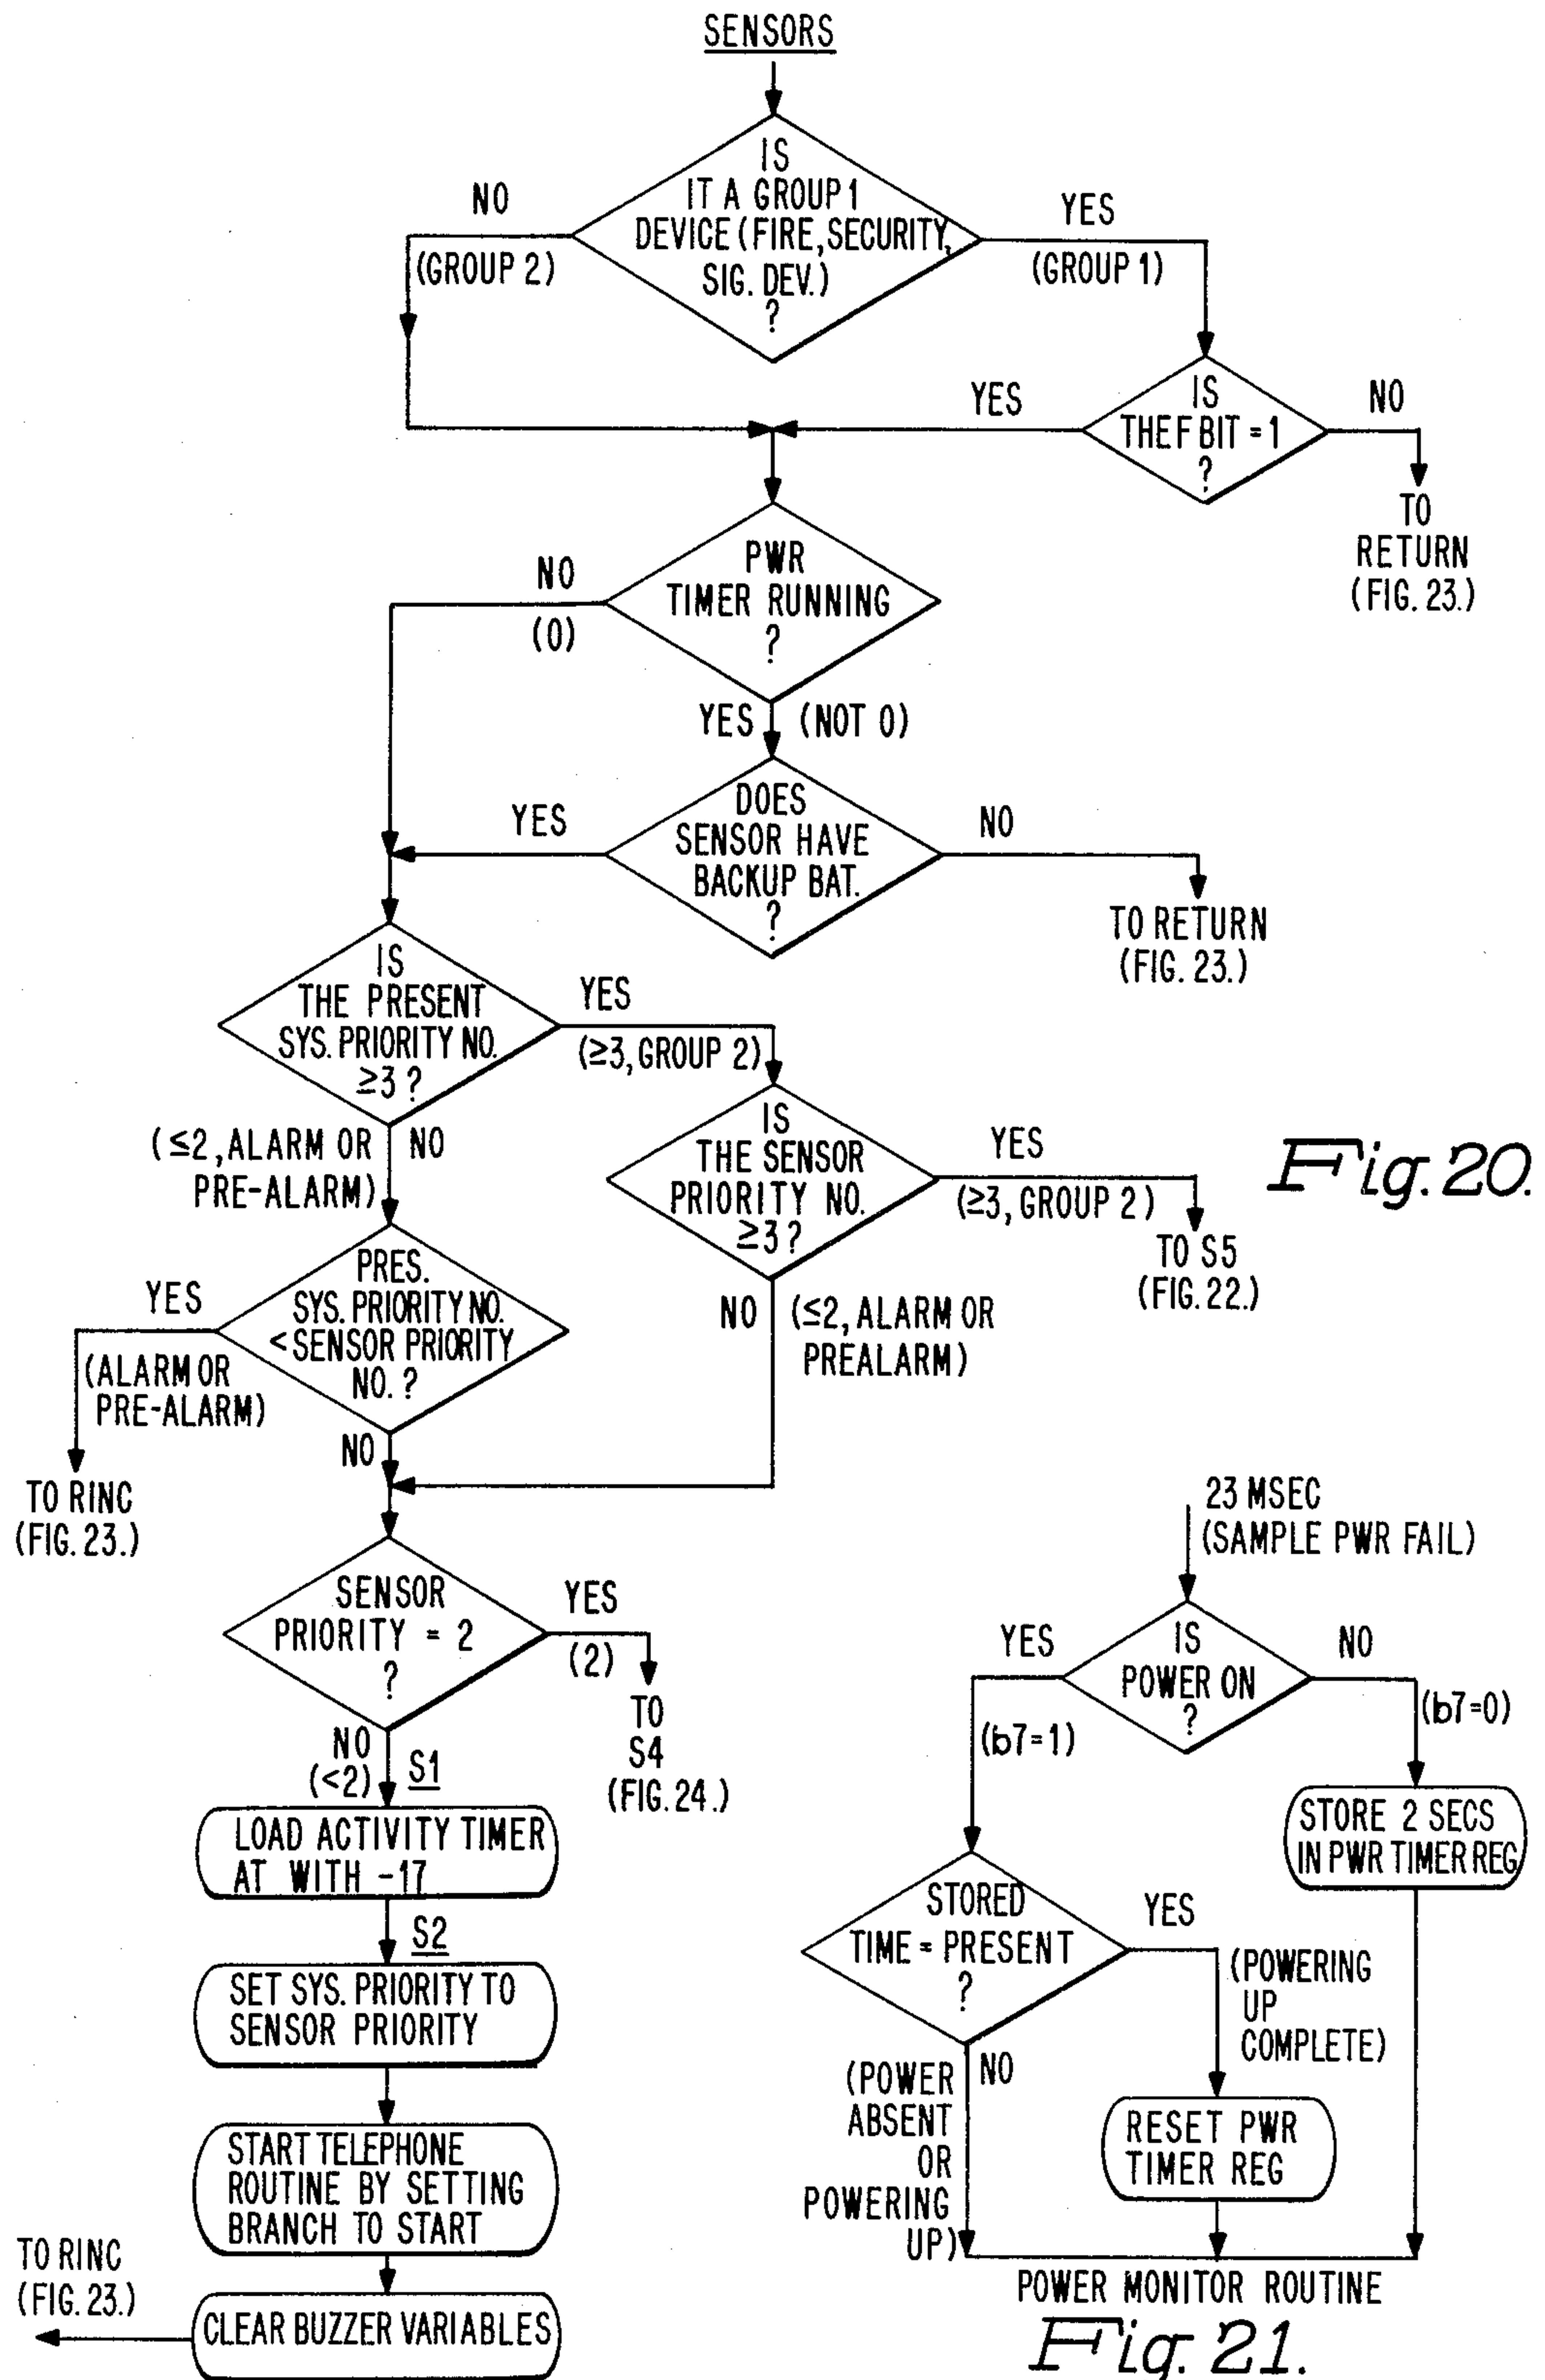 SENSORS
IS
IT A GROUP 1
DEVICE (FIRE, SECURITY,
SIG. DEV.)
?
NO
(GROUP 2)
YES
(GROUP 1)
IS
THE F BIT = 1
?
YES
NO
TO
RETURN
(FIG. 23.)
PWR
TIMER RUNNING
?
NO
(0)
YES
(NOT 0)
DOES
SENSOR HAVE
BACKUP BAT.
?
YES
NO
TO RETURN
(FIG. 23.)
IS
THE PRESENT
SYS. PRIORITY NO.
≥3 ?
YES
(≥3, GROUP 2)
(≤2, ALARM OR
PRE-ALARM)
NO
IS
THE SENSOR
PRIORITY NO.
≥3 ?
YES
(≥3, GROUP 2)
TO S5
(FIG. 22.)
Fig. 20.
NO
(≤2, ALARM OR
PREALARM)
PRES.
SYS. PRIORITY NO.
< SENSOR PRIORITY
NO. ?
YES
(ALARM OR
PRE-ALARM)
TO RINC
(FIG. 23.)
NO
SENSOR
PRIORITY = 2
?
YES
(2)
TO
S4
(FIG. 24.)
NO
(<2)
S1
LOAD ACTIVITY TIMER
AT WITH -17
S2
SET SYS. PRIORITY TO
SENSOR PRIORITY
START TELEPHONE
ROUTINE BY SETTING
BRANCH TO START
CLEAR BUZZER VARIABLES
TO RINC
(FIG. 23.)
23 MSEC
(SAMPLE PWR FAIL)
IS
POWER ON
?
YES
(b7=1)
NO
(b7=0)
STORE 2 SECS
IN PWR TIMER REG
STORED
TIME = PRESENT
?
YES
(POWERING
UP
COMPLETE)
NO
(POWER
ABSENT
OR
POWERING
UP)
RESET PWR
TIMER REG
POWER MONITOR ROUTINE
Fig. 21.